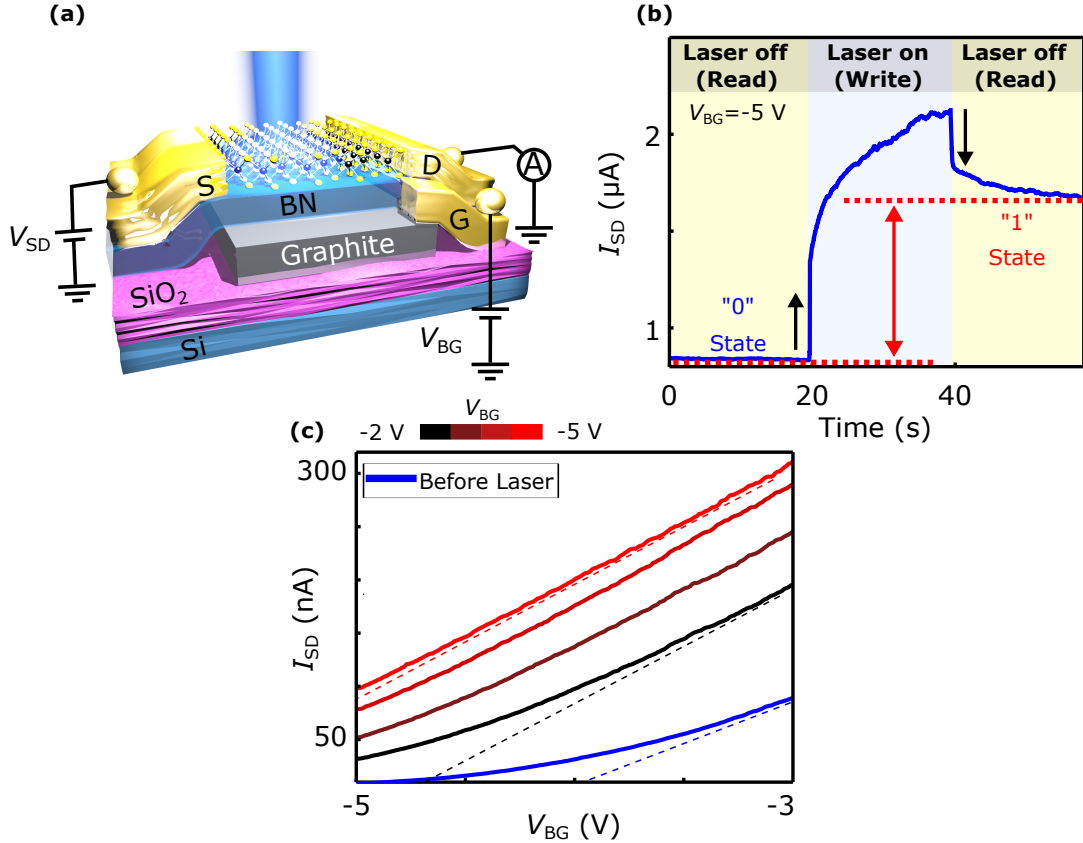 (a)
S
D
A
BN
G
V_SD
Graphite
SiO₂
V_BG
Si
(b)
Laser off
(Read)
Laser on
(Write)
Laser off
(Read)
V_BG=-5 V
2
I_SD (μA)
"1"
State
"0"
State
1
0
20
40
Time (s)
(c)
V_BG
-2 V
-5 V
300
Before Laser
I_SD (nA)
50
-5
-3
V_BG (V)